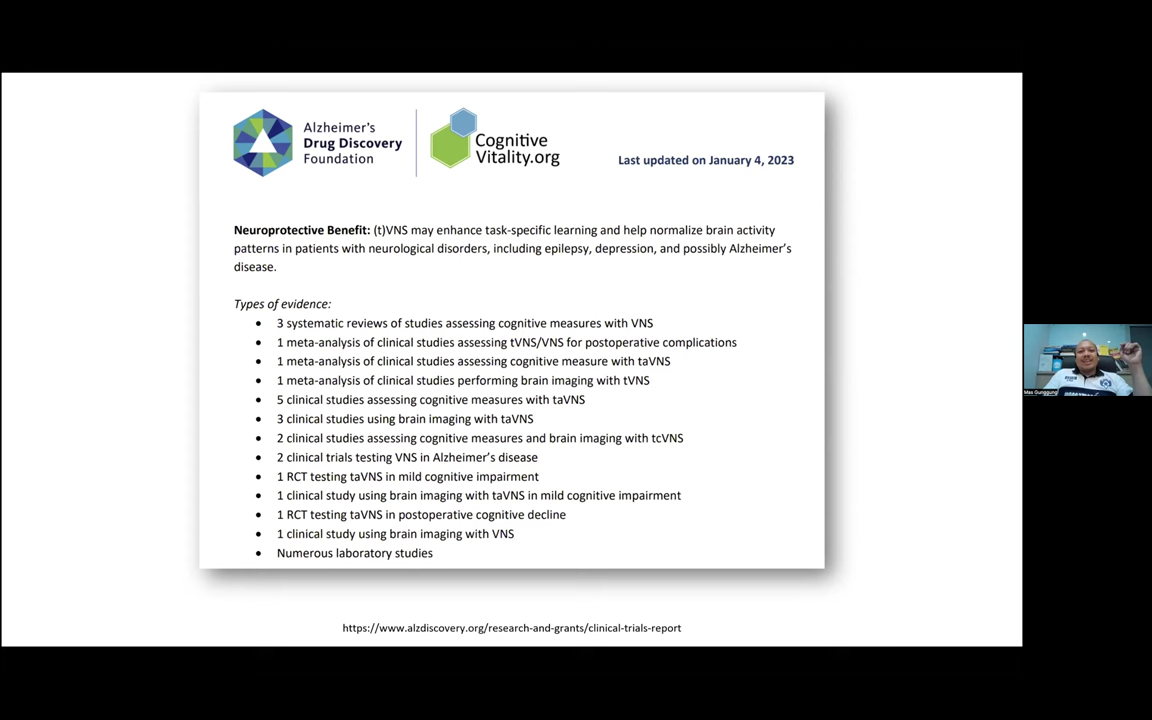 Alzheimer's
Drug Discovery
Foundation
Cognitive
Vitality.org
Last updated on January 4, 2023
Neuroprotective Benefit: (t)VNS may enhance task-specific learning and help normalize brain activity
patterns in patients with neurological disorders, including epilepsy, depression, and possibly Alzheimer's
disease.
Types of evidence:
• 3 systematic reviews of studies assessing cognitive measures with VNS
• 1 meta-analysis of clinical studies assessing tVNS/VNS for postoperative complications
• 1 meta-analysis of clinical studies assessing cognitive measure with taVNS
• 1 meta-analysis of clinical studies performing brain imaging with tVNS
• 5 clinical studies assessing cognitive measures with taVNS
• 3 clinical studies using brain imaging with taVNS
• 2 clinical studies assessing cognitive measures and brain imaging with tcVNS
• 2 clinical trials testing VNS in Alzheimer's disease
• 1 RCT testing taVNS in mild cognitive impairment
• 1 clinical study using brain imaging with taVNS in mild cognitive impairment
• 1 RCT testing taVNS in postoperative cognitive decline
• 1 clinical study using brain imaging with VNS
• Numerous laboratory studies
https://www.alzdiscovery.org/research-and-grants/clinical-trials-report
Mas Gunggung